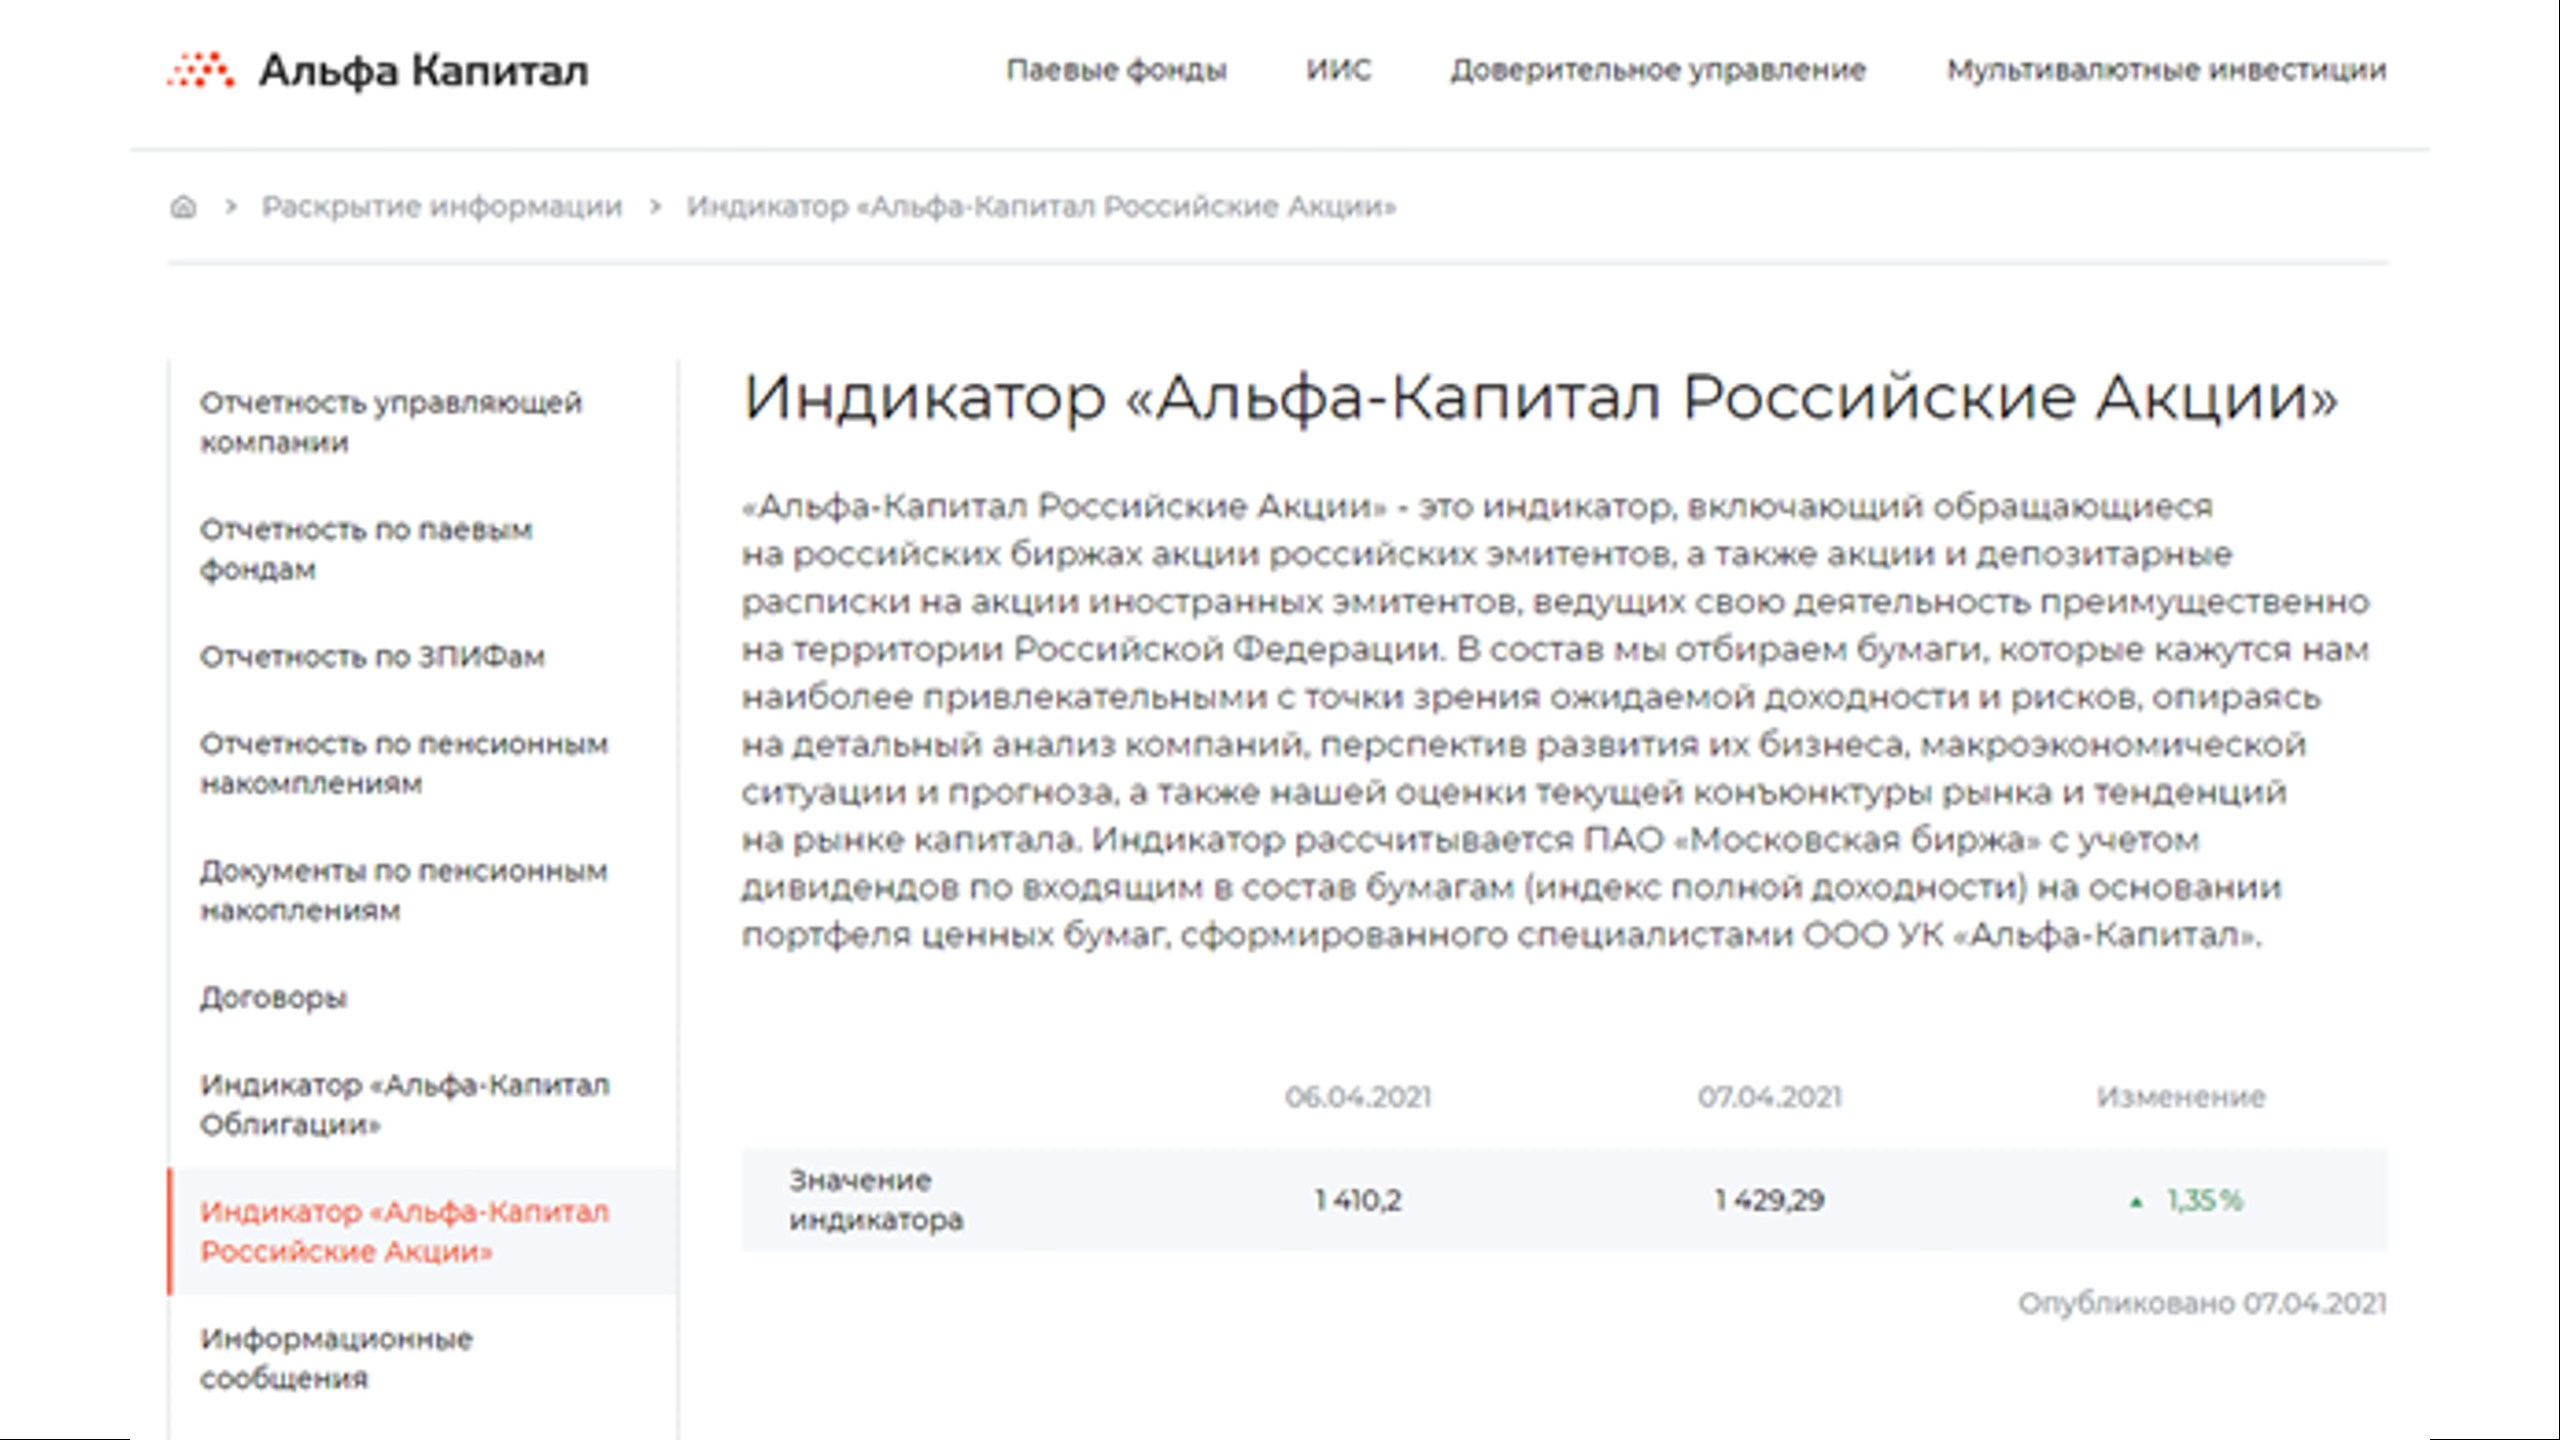 Альфа Капитал
Паевые фонды
ИИС
Доверительное управление
Мультивалютные инвестиции
Раскрытие информации > Индикатор «Альфа-Капитал Российские Акции»
Отчетность управляющей
компании
Отчетность по паевым
фондам
Отчетность по ЗПИФам
Отчетность по пенсионным
накомплениям
Документы по пенсионным
накоплениям
Договоры
Индикатор «Альфа-Капитал
Облигации»
Индикатор «Альфа-Капитал
Российские Акции»
Информационные
сообщения
Индикатор «Альфа-Капитал Российские Акции»
«Альфа-Капитал Российские Акции» - это индикатор, включающий обращающиеся
на российских биржах акции российских эмитентов, а также акции и депозитарные
расписки на акции иностранных эмитентов, ведущих свою деятельность преимущественно
на территории Российской Федерации. В состав мы отбираем бумаги, которые кажутся нам
наиболее привлекательными с точки зрения ожидаемой доходности и рисков, опираясь
на детальный анализ компаний, перспектив развития их бизнеса, макроэкономической
ситуации и прогноза, а также нашей оценки текущей конъюнктуры рынка и тенденций
на рынке капитала. Индикатор рассчитывается ПАО «Московская биржа» с учетом
дивидендов по входящим в состав бумагам (индекс полной доходности) на основании
портфеля ценных бумаг, сформированного специалистами ООО УК «Альфа-Капитал».
06.04.2021 07.04.2021 Изменение
Значение
индикатора
1 410,2 1 429,29 ▲ 1,35 %
Опубликовано 07.04.2021